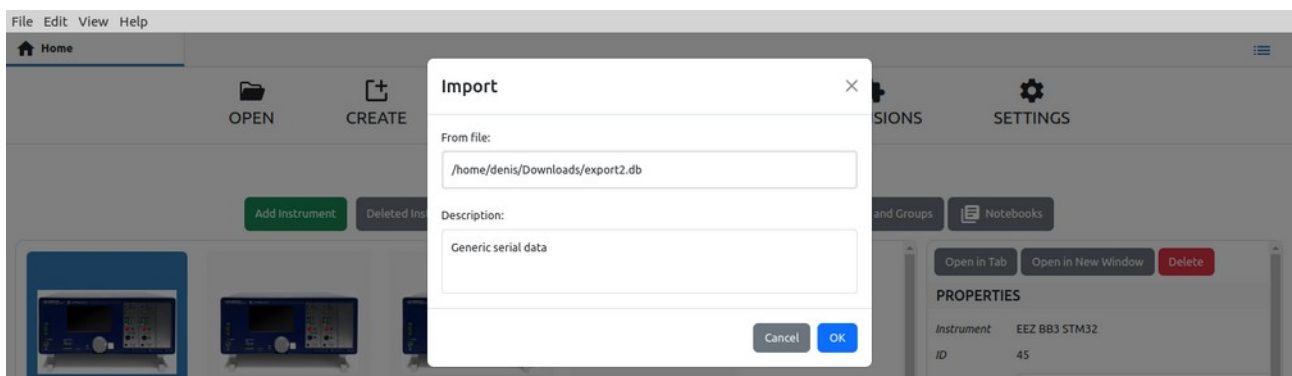 File Edit View Help
Home
Import
OPEN
CREATE
SIONS
SETTINGS
From file:
/home/denis/Downloads/export2.db
Add Instrument
Deleted Ins
and Groups
Notebooks
Description:
Generic serial data
Open in Tab
Open in New Window
Delete
PROPERTIES
Instrument EEZ BB3 STM32
ID 45
Cancel
OK